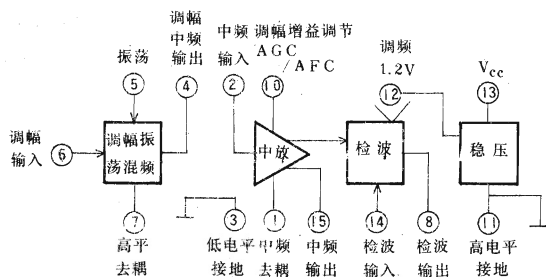 调幅
中频
输出
中频
输入
调幅增益调节
AGC
/AFC
调频
1.2V
Vcc
振荡
⑤
④
②
⑩
⑫
⑬
调幅
输入
⑥
调幅振
荡混频
中放
检波
稳压
⑦
③
①
⑮
⑭
⑧
⑪
高平
去耦
低电平
接地
中频
去耦
中频
输出
检波
输入
检波
输出
高电平
接地